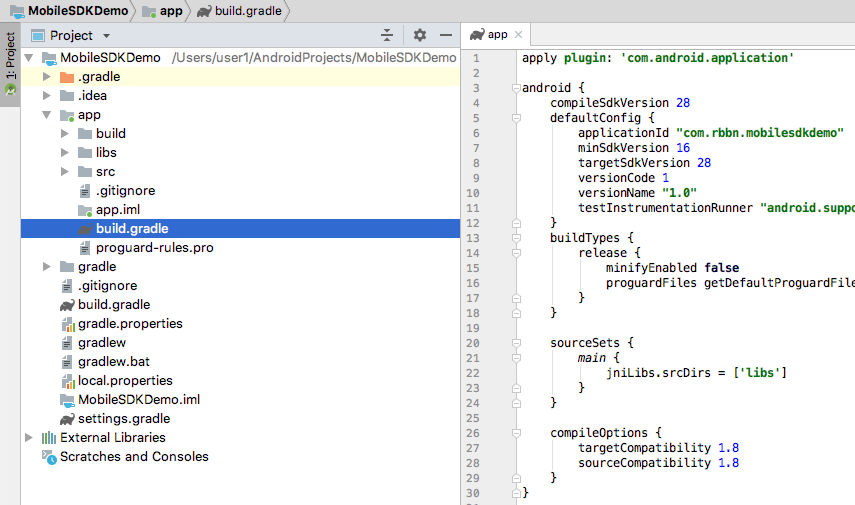 MobileSDKDemo app build.gradle
1: Project
Project
MobileSDKDemo /Users/user1/AndroidProjects/MobileSDKDemo
.gradle
.idea
app
build
libs
src
.gitignore
app.iml
build.gradle
proguard-rules.pro
gradle
.gitignore
build.gradle
gradle.properties
gradlew
gradlew.bat
local.properties
MobileSDKDemo.iml
settings.gradle
External Libraries
Scratches and Consoles
app
1 apply plugin: 'com.android.application'
2
3 android {
4 compileSdkVersion 28
5 defaultConfig {
6 applicationId "com.rbbn.mobilesdkdemo"
7 minSdkVersion 16
8 targetSdkVersion 28
9 versionCode 1
10 versionName "1.0"
11 testInstrumentationRunner "android.suppo
12 }
13 buildTypes {
14 release {
15 minifyEnabled false
16 proguardFiles getDefaultProguardFile
17 }
18 }
19
20 sourceSets {
21 main {
22 jniLibs.srcDirs = ['libs']
23 }
24 }
25
26 compileOptions {
27 targetCompatibility 1.8
28 sourceCompatibility 1.8
29 }
30 }